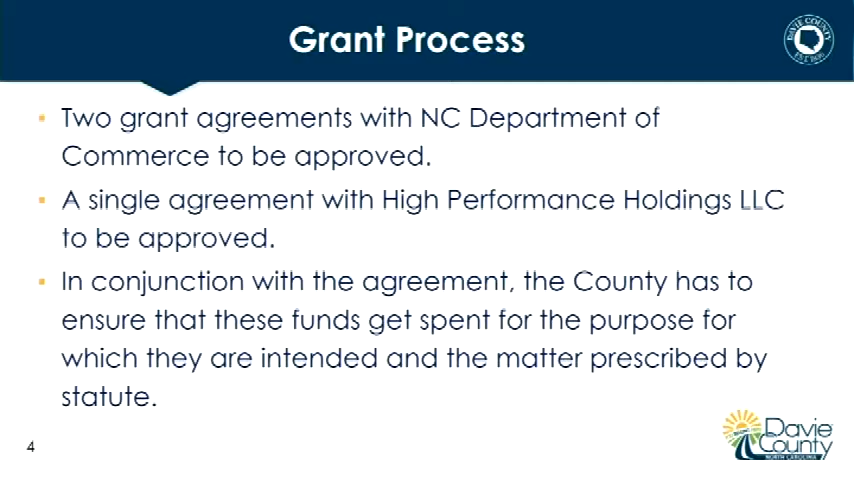 Grant Process
DAVIE COUNTY
Two grant agreements with NC Department of
Commerce to be approved.
A single agreement with High Performance Holdings LLC
to be approved.
In conjunction with the agreement, the County has to
ensure that these funds get spent for the purpose for
which they are intended and the matter prescribed by
statute.
4
Davie
County
NORTH CAROLINA